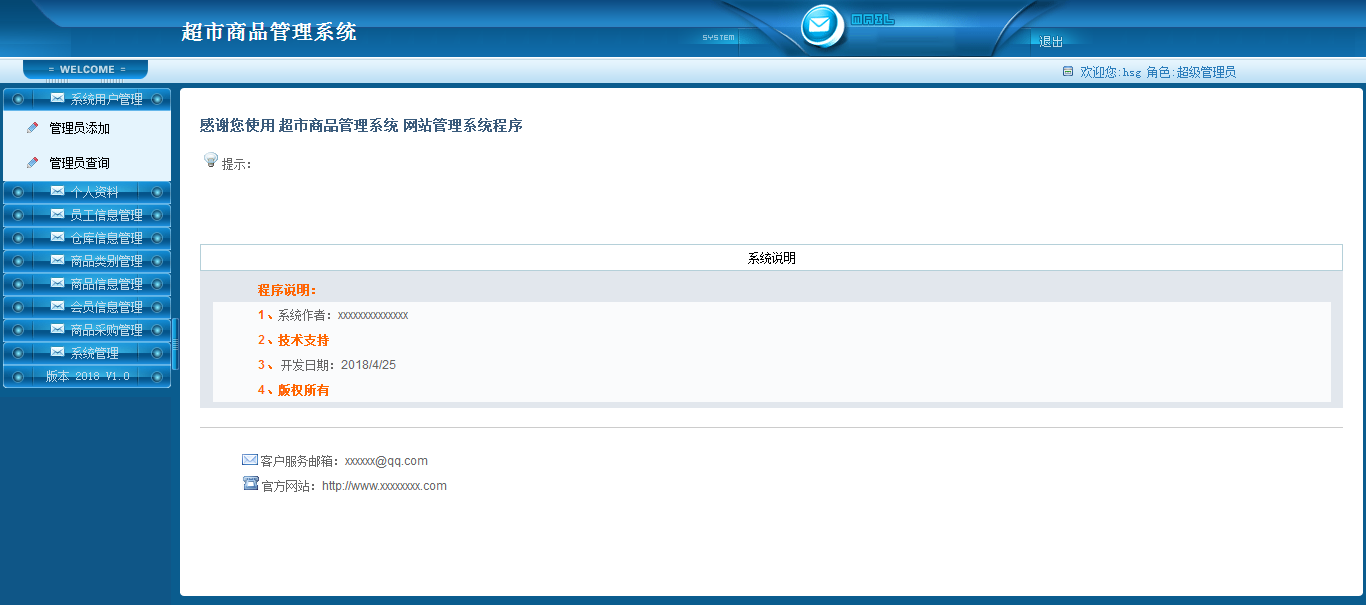 超市商品管理系统
MAIL
SYSTEM
退出
= WELCOME =
欢迎您:hsg 角色:超级管理员
系统用户管理
管理员添加
管理员查询
个人资料
员工信息管理
仓库信息管理
商品类别管理
商品信息管理
会员信息管理
商品采购管理
系统管理
版本 2018 V1.0
感谢您使用 超市商品管理系统 网站管理系统程序
提示:
系统说明
程序说明:
1、系统作者：xxxxxxxxxxxxx
2、技术支持
3、 开发日期：2018/4/25
4、版权所有
客户服务邮箱：xxxxxx@qq.com
官方网站：http://www.xxxxxxxx.com